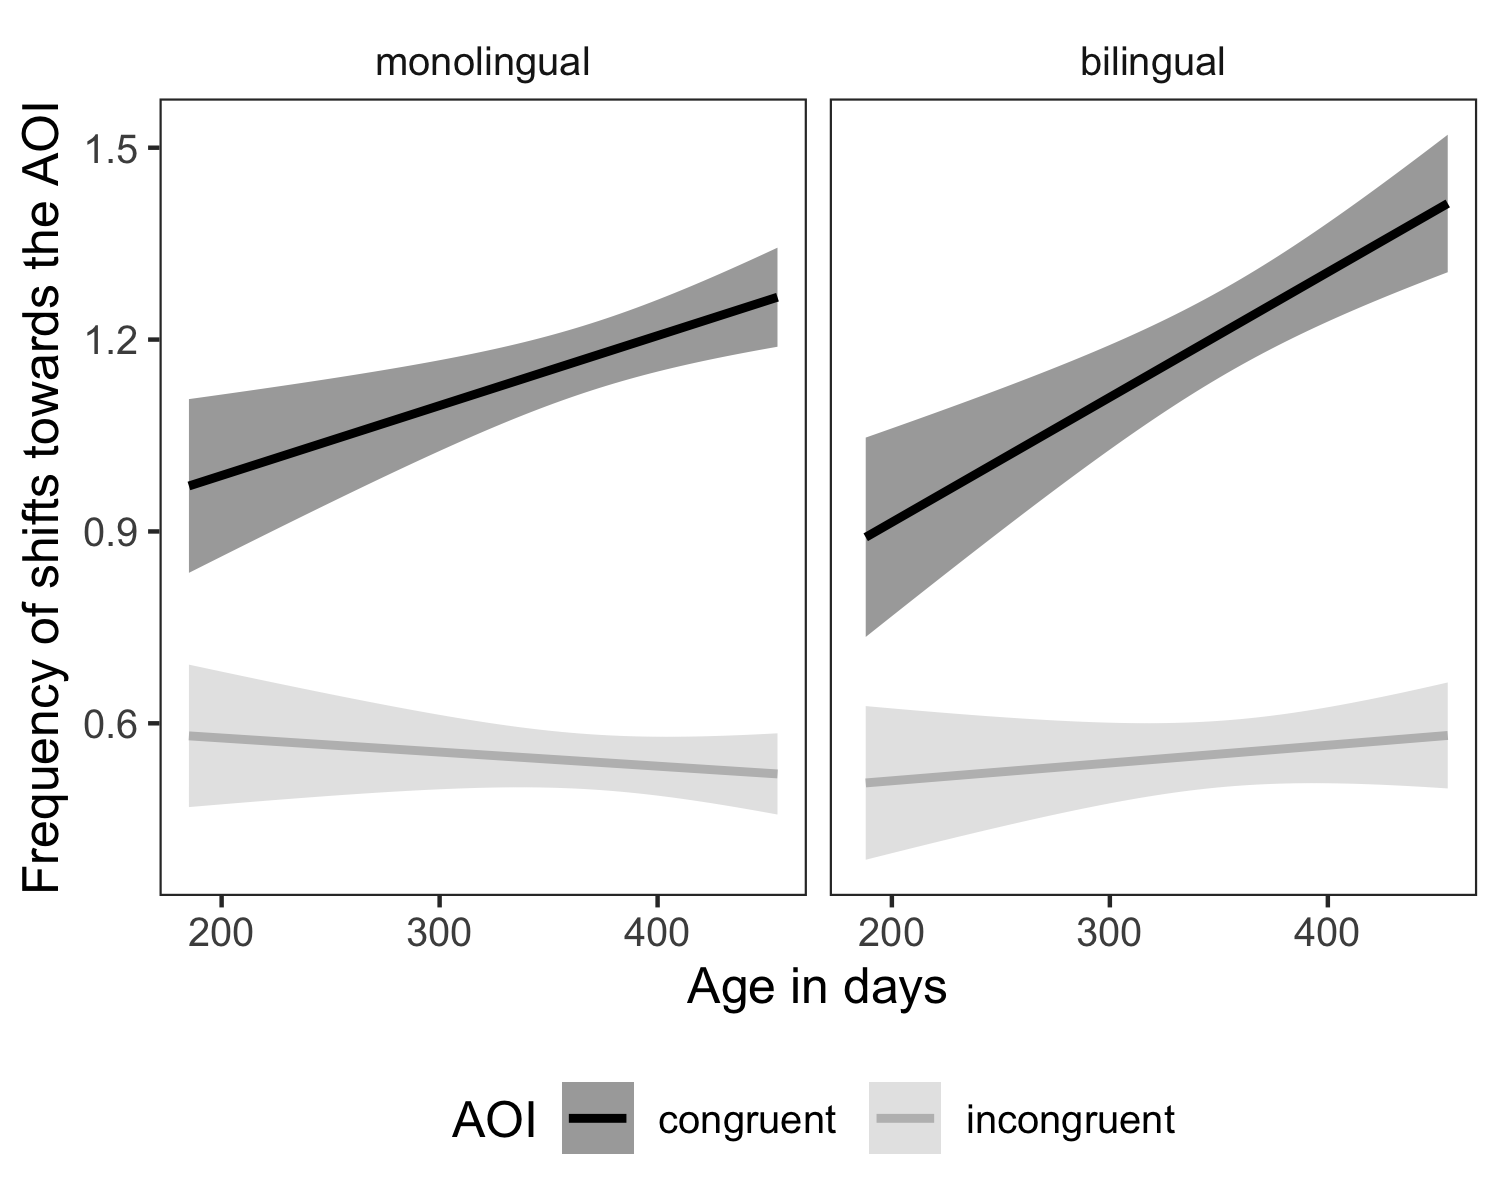 monolingual bilingual
Frequency of shifts towards the AOI
1.5
1.2
0.9
0.6
200 300 400 200 300 400
Age in days
AOI congruent incongruent